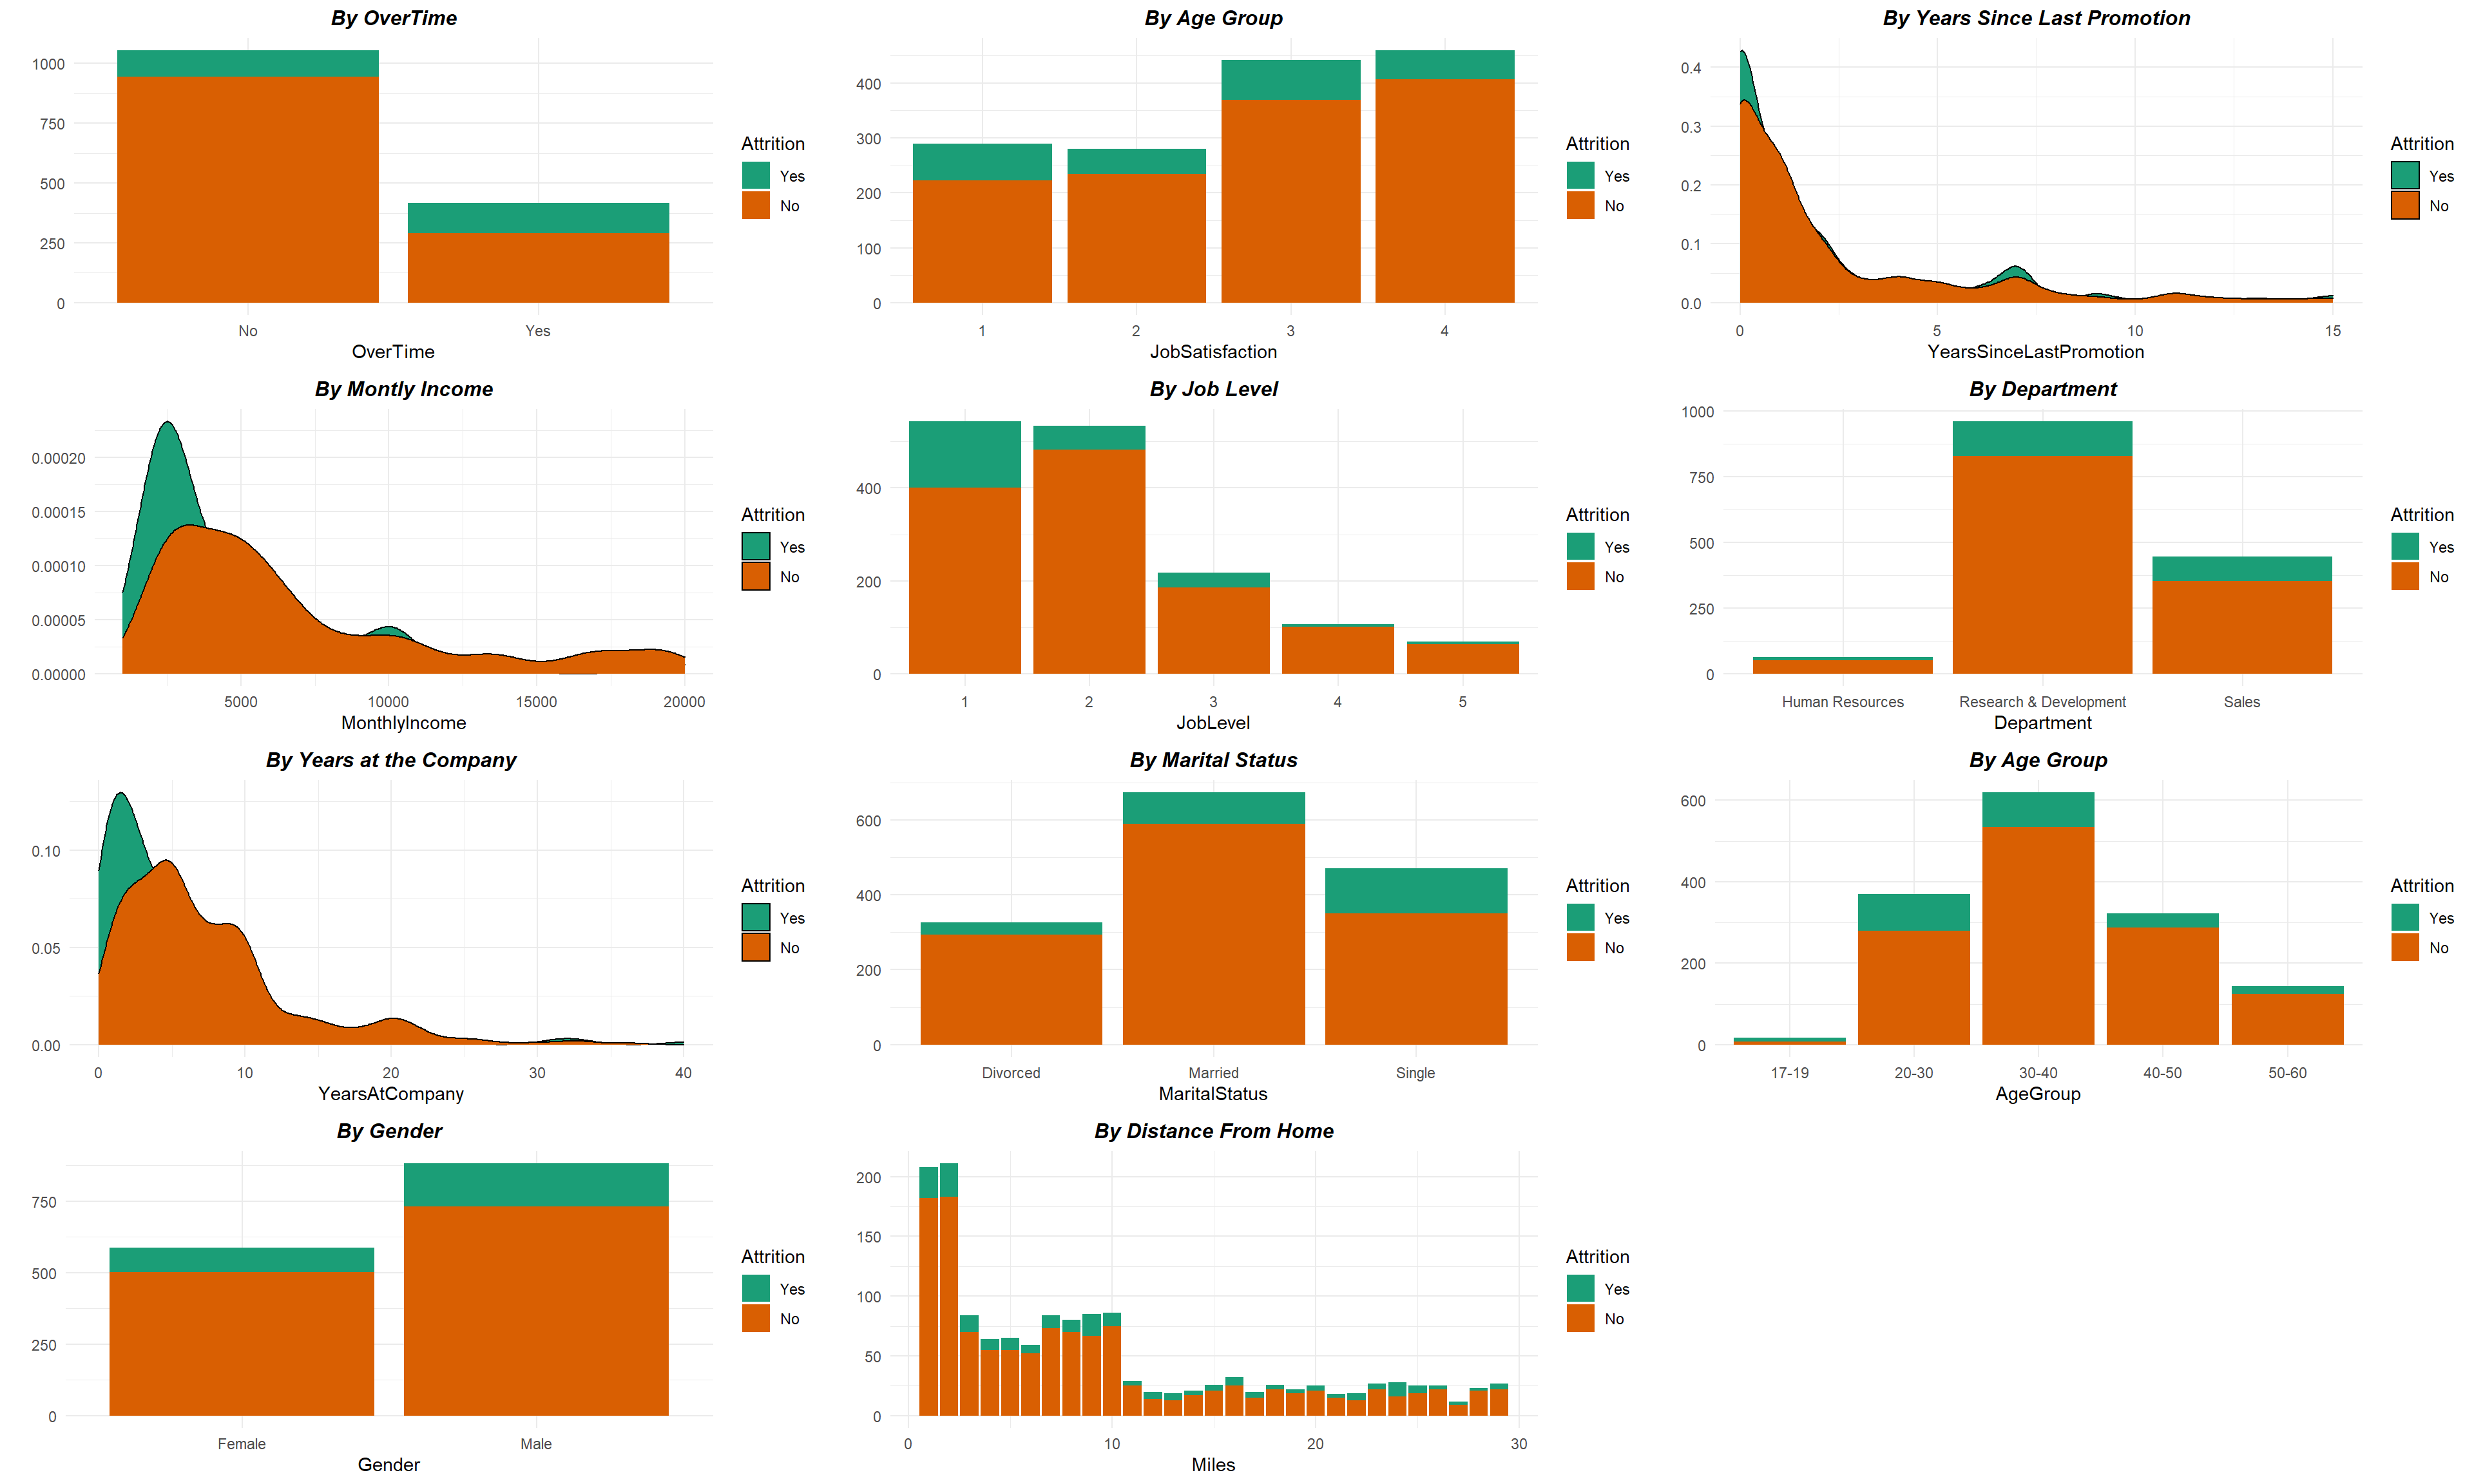 By OverTime
1000
750
500
250
0
No
Yes
OverTime
Attrition
Yes
No
By Age Group
400
300
200
100
0
1
2
3
4
JobSatisfaction
Attrition
Yes
No
By Years Since Last Promotion
0.4
0.3
0.2
0.1
0.0
0
5
10
15
YearsSinceLastPromotion
Attrition
Yes
No
By Montly Income
0.00020
0.00015
0.00010
0.00005
0.00000
5000
10000
15000
20000
MonthlyIncome
Attrition
Yes
No
By Job Level
400
200
0
1
2
3
4
5
JobLevel
Attrition
Yes
No
By Department
1000
750
500
250
0
Human Resources
Research & Development
Sales
Department
Attrition
Yes
No
By Years at the Company
0.10
0.05
0.00
0
10
20
30
40
YearsAtCompany
Attrition
Yes
No
By Marital Status
600
400
200
0
Divorced
Married
Single
MaritalStatus
Attrition
Yes
No
By Age Group
600
400
200
0
17-19
20-30
30-40
40-50
50-60
AgeGroup
Attrition
Yes
No
By Gender
750
500
250
0
Female
Male
Gender
Attrition
Yes
No
By Distance From Home
200
150
100
50
0
0
10
20
30
Miles
Attrition
Yes
No